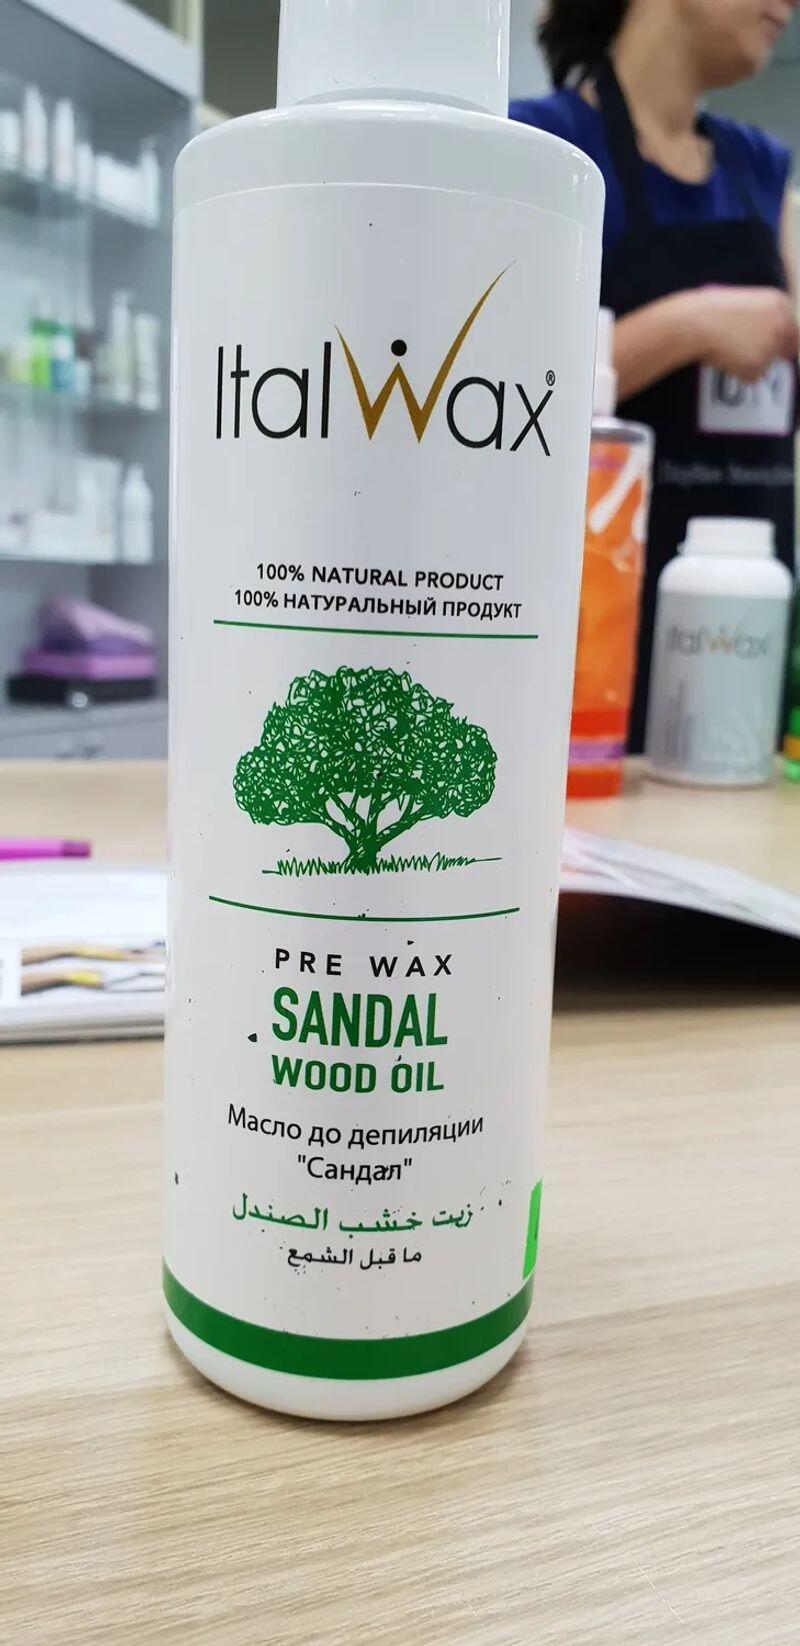 ItalWax®
100% NATURAL PRODUCT
100% НАТУРАЛЬНЫЙ ПРОДУКТ
PRE WAX
SANDAL
WOOD OIL
Масло до депиляции
"Сандал"
زيت خشب الصندل
ما قبل الشمع
ItalWax